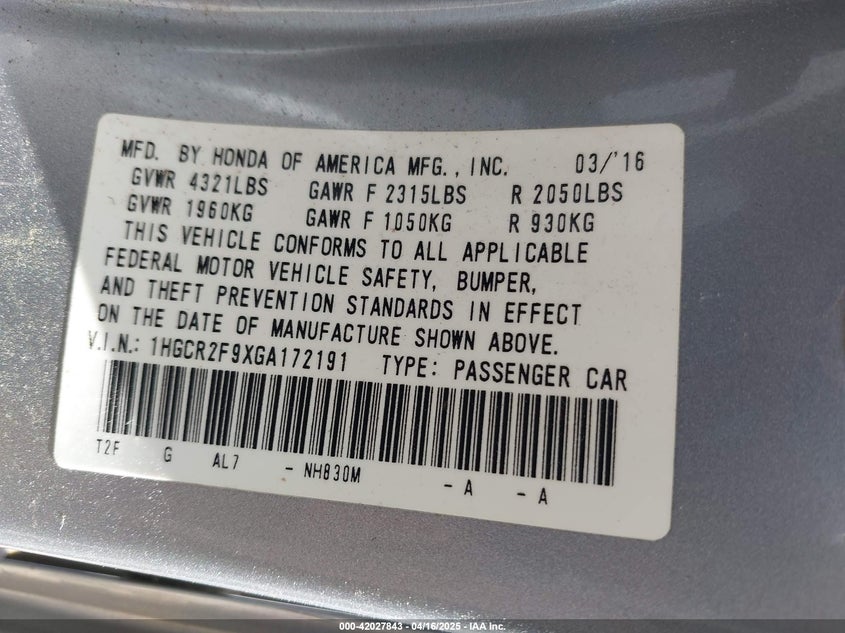 MFD. BY HONDA OF AMERICA MFG., INC. 03/'16
GVWR 4321LBS GAWR F 2315LBS R 2050LBS
GVWR 1960KG GAWR F 1050KG R 930KG
THIS VEHICLE CONFORMS TO ALL APPLICABLE
FEDERAL MOTOR VEHICLE SAFETY, BUMPER,
AND THEFT PREVENTION STANDARDS IN EFFECT
ON THE DATE OF MANUFACTURE SHOWN ABOVE.
V.I.N.: 1HGCR2F9XGA172191 TYPE: PASSENGER CAR
T2F G AL7 - NH830M - A - A
000-42027843 - 04/16/2025 - IAA Inc.